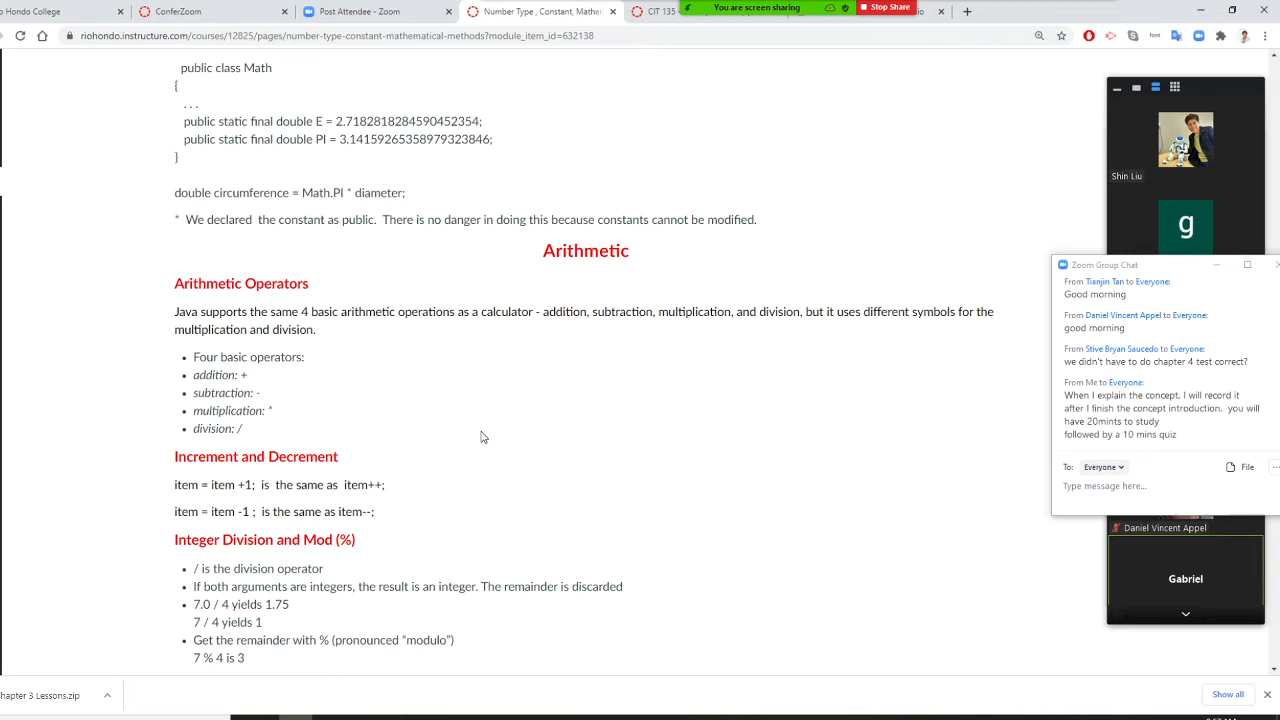 o Hondo College
ConferZoom
Post Attendee - Zoom
Number Type , Constant, Mathem
CIT 135
You are screen sharing
Stop Share
io
riohondo.instructure.com/courses/12825/pages/number-type-constant-mathematical-methods?module_item_id=632138
public class Math
{
. . .
public static final double E = 2.7182818284590452354;
public static final double PI = 3.14159265358979323846;
}
double circumference = Math.PI * diameter;
* We declared the constant as public. There is no danger in doing this because constants cannot be modified.
Arithmetic
Arithmetic Operators
Java supports the same 4 basic arithmetic operations as a calculator - addition, subtraction, multiplication, and division, but it uses different symbols for the
multiplication and division.
• Four basic operators:
• addition: +
• subtraction: -
• multiplication: *
• division: /
Increment and Decrement
item = item +1; is the same as item++;
item = item -1 ; is the same as item--;
Integer Division and Mod (%)
• / is the division operator
• If both arguments are integers, the result is an integer. The remainder is discarded
• 7.0 / 4 yields 1.75
7 / 4 yields 1
• Get the remainder with % (pronounced “modulo”)
7 % 4 is 3
Shin Liu
g
Zoom Group Chat
From Tianjin Tan to Everyone:
Good morning
From Daniel Vincent Appel to Everyone:
good morning
From Stive Bryan Saucedo to Everyone:
we didn't have to do chapter 4 test correct?
From Me to Everyone:
When I explain the concept, I will record it
after I finish the concept introduction, you will
have 20mints to study
followed by a 10 mins quiz
To: Everyone
File
Type message here...
Daniel Vincent Appel
Gabriel
hapter 3 Lessons.zip
Show all